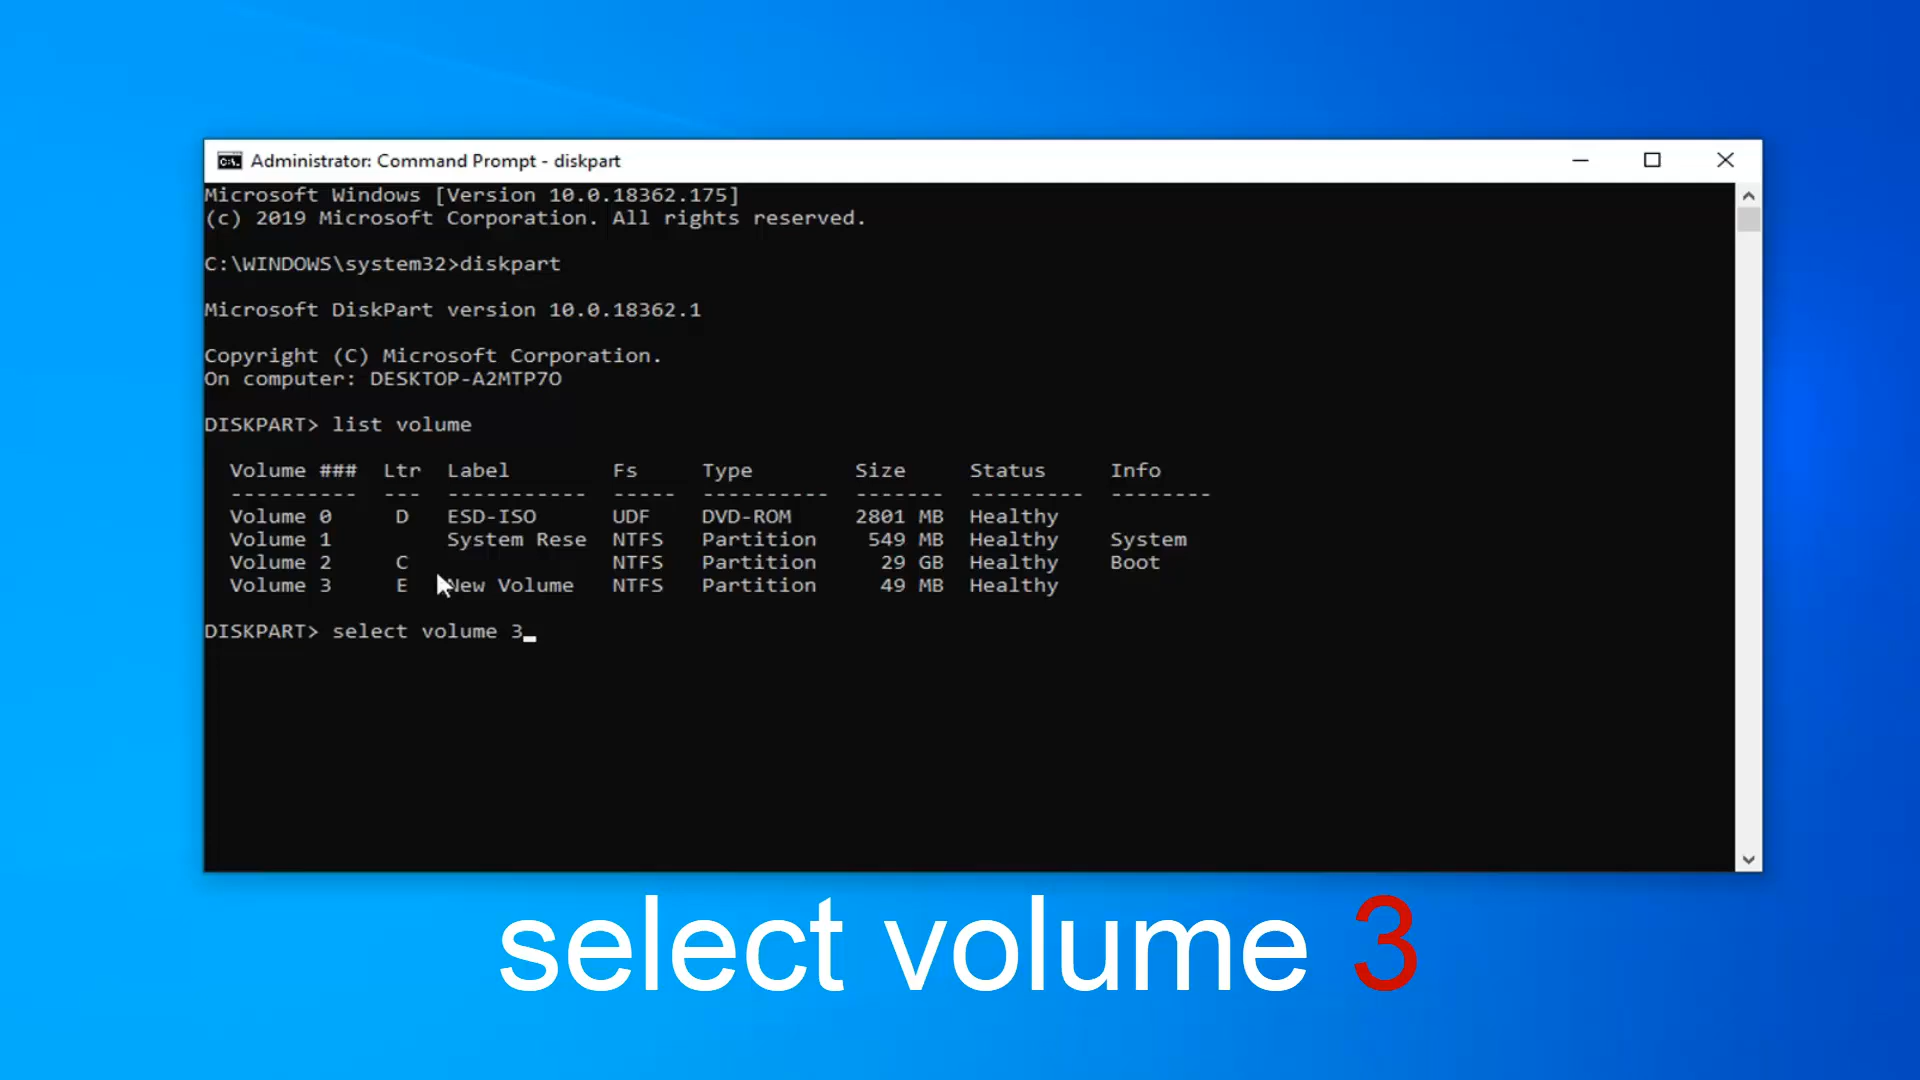 Administrator: Command Prompt - diskpart
Microsoft Windows [Version 10.0.18362.175]
(c) 2019 Microsoft Corporation. All rights reserved.
C:\WINDOWS\system32>diskpart
Microsoft DiskPart version 10.0.18362.1
Copyright (C) Microsoft Corporation.
On computer: DESKTOP-A2MTP7O
DISKPART> list volume
Volume ### Ltr Label Fs Type Size Status Info
---------- --- ----------- ----- ---------- ------- --------- --------
Volume 0 D ESD-ISO UDF DVD-ROM 2801 MB Healthy
Volume 1 System Rese NTFS Partition 549 MB Healthy System
Volume 2 C NTFS Partition 29 GB Healthy Boot
Volume 3 E New Volume NTFS Partition 49 MB Healthy
DISKPART> select volume 3_
select volume 3